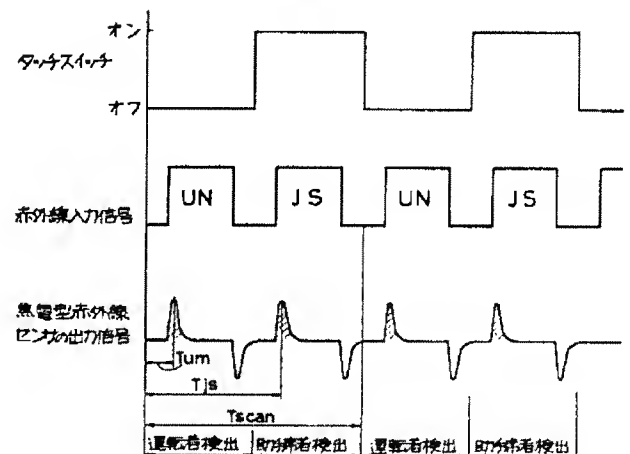 オン
タッチスイッチ
オフ
赤外線入力信号
UN
JS
UN
JS
焦電型赤外線
センサの出力信号
Tum
Tjs
Tscan
運転者検出
助手席者検出
運転者検出
助手席者検出